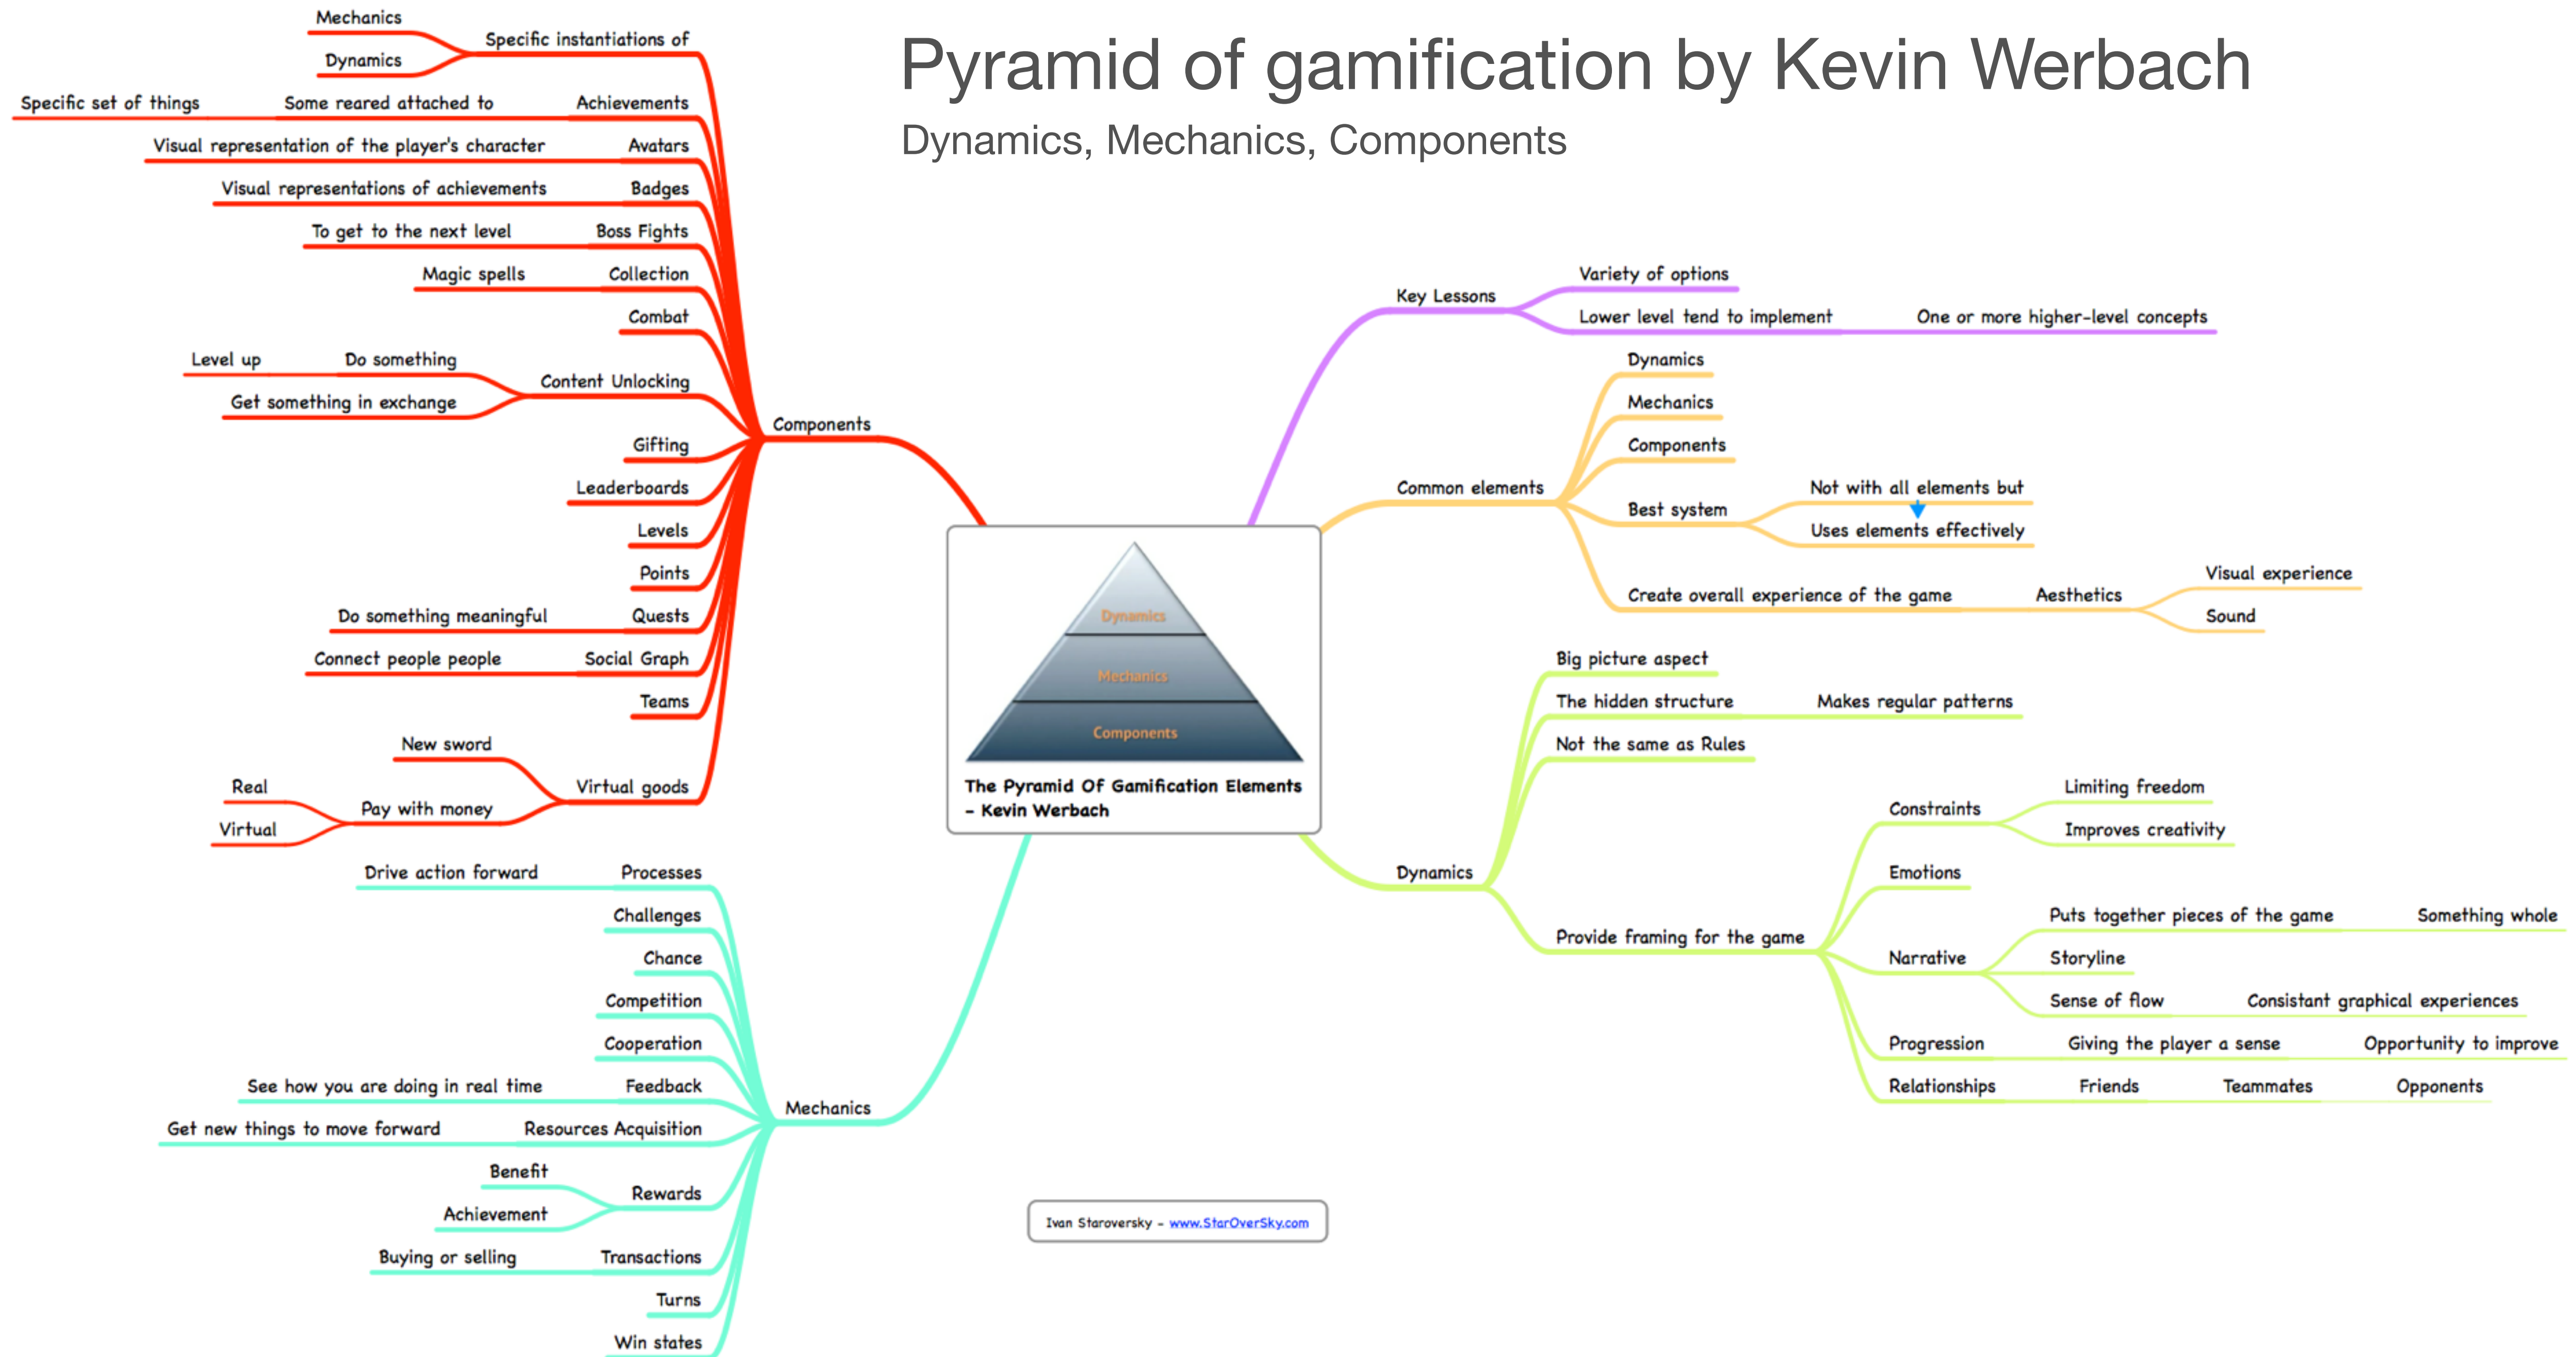 Pyramid of gamification by Kevin Werbach
Dynamics, Mechanics, Components
Mechanics
Dynamics
Specific instantiations of
Specific set of things
Some reared attached to
Achievements
Visual representation of the player's character
Avatars
Visual representations of achievements
Badges
To get to the next level
Boss Fights
Magic spells
Collection
Combat
Level up
Do something
Get something in exchange
Content Unlocking
Gifting
Leaderboards
Levels
Points
Do something meaningful
Quests
Connect people people
Social Graph
Teams
New sword
Real
Virtual
Pay with money
Virtual goods
Components
Drive action forward
Processes
Challenges
Chance
Competition
Cooperation
See how you are doing in real time
Feedback
Get new things to move forward
Resources Acquisition
Benefit
Achievement
Rewards
Buying or selling
Transactions
Turns
Win states
Mechanics
Dynamics
Mechanics
Components
The Pyramid Of Gamification Elements
- Kevin Werbach
Key Lessons
Variety of options
Lower level tend to implement
One or more higher-level concepts
Common elements
Dynamics
Mechanics
Components
Best system
Not with all elements but
Uses elements effectively
Create overall experience of the game
Aesthetics
Visual experience
Sound
Dynamics
Big picture aspect
The hidden structure
Makes regular patterns
Not the same as Rules
Provide framing for the game
Constraints
Limiting freedom
Improves creativity
Emotions
Narrative
Puts together pieces of the game
Something whole
Storyline
Sense of flow
Consistant graphical experiences
Progression
Giving the player a sense
Opportunity to improve
Relationships
Friends
Teammates
Opponents
Ivan Staroversky - www.StarOverSky.com